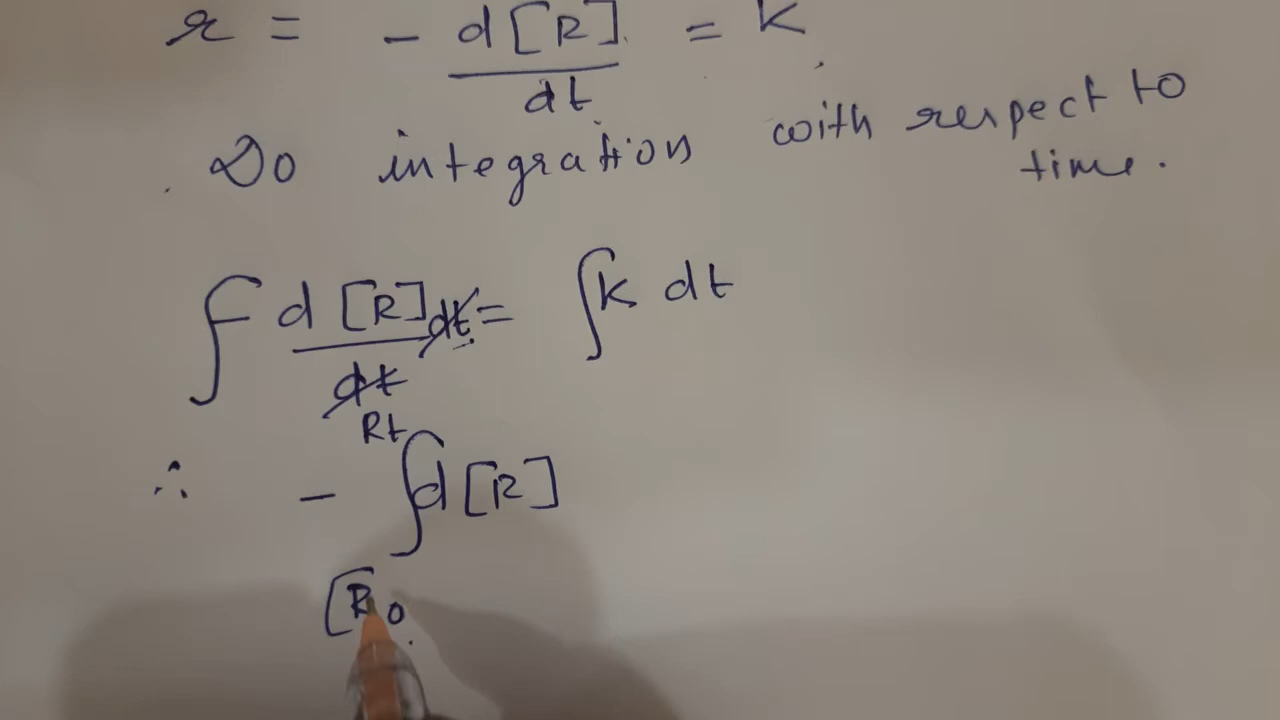 r = - d[R] / dt = K
Do integration with respect to time.
∫ d[R] / dt dt = ∫ K dt
∴ - ∫ d[R]
Rt
[R0